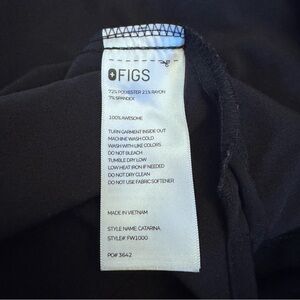 FIGS
72% POLYESTER 21% RAYON
7% SPANDEX
100% AWESOME
TURN GARMENT INSIDE OUT
MACHINE WASH COLD
WASH WITH LIKE COLORS
DO NOT BLEACH
TUMBLE DRY LOW
LOW HEAT IRON IF NEEDED
DO NOT DRY CLEAN
DO NOT USE FABRIC SOFTENER
MADE IN VIETNAM
STYLE NAME CATARINA
STYLE# FW1000
PO# 3642